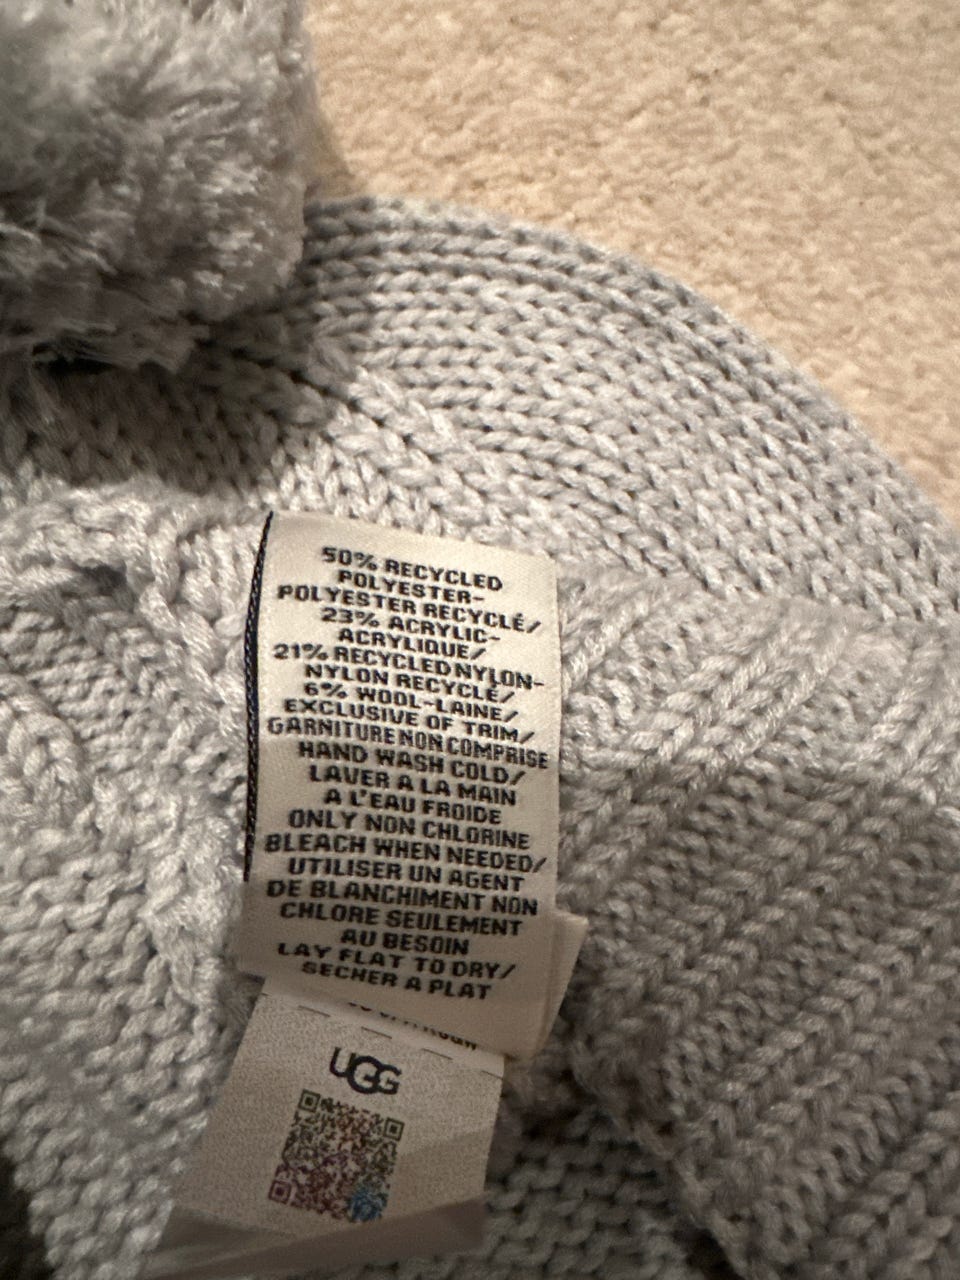 50% RECYCLED
POLYESTER-
POLYESTER RECYCLÉ/
23% ACRYLIC-
ACRYLIQUE/
21% RECYCLED NYLON-
NYLON RECYCLÉ/
6% WOOL-LAINE/
EXCLUSIVE OF TRIM/
GARNITURE NON COMPRISE
HAND WASH COLD/
LAVER A LA MAIN
A L'EAU FROIDE
ONLY NON CHLORINE
BLEACH WHEN NEEDED/
UTILISER UN AGENT
DE BLANCHIMENT NON
CHLORE SEULEMENT
AU BESOIN
LAY FLAT TO DRY/
SECHER A PLAT
UGG